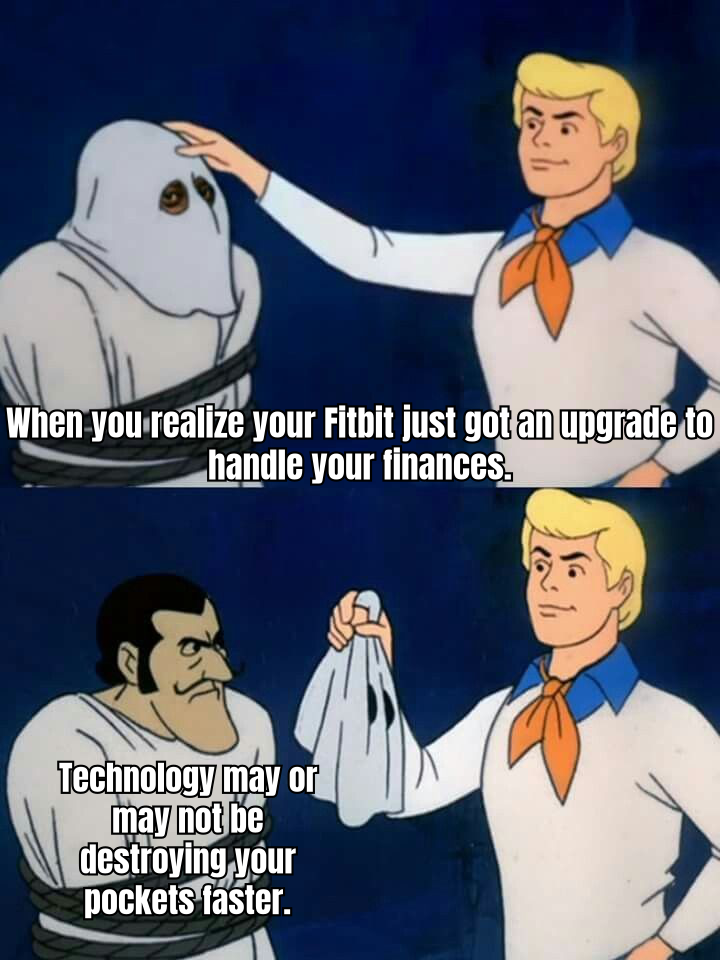 When you realize your Fitbit just got an upgrade to
handle your finances.
Technology may or
may not be
destroying your
pockets faster.